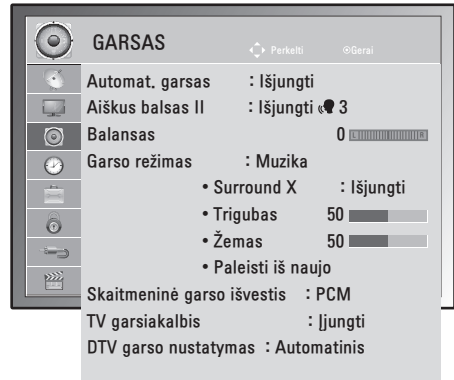 GARSAS Perkelti Gerai
Automat. garsas : Išjungti
Aiškus balsas II : Išjungti 3
Balansas 0 L R
Garso režimas : Muzika
• Surround X : Išjungti
• Trigubas 50
• Žemas 50
• Paleisti iš naujo
Skaitmeninė garso išvestis : PCM
TV garsiakalbis : Įjungti
DTV garso nustatymas : Automatinis